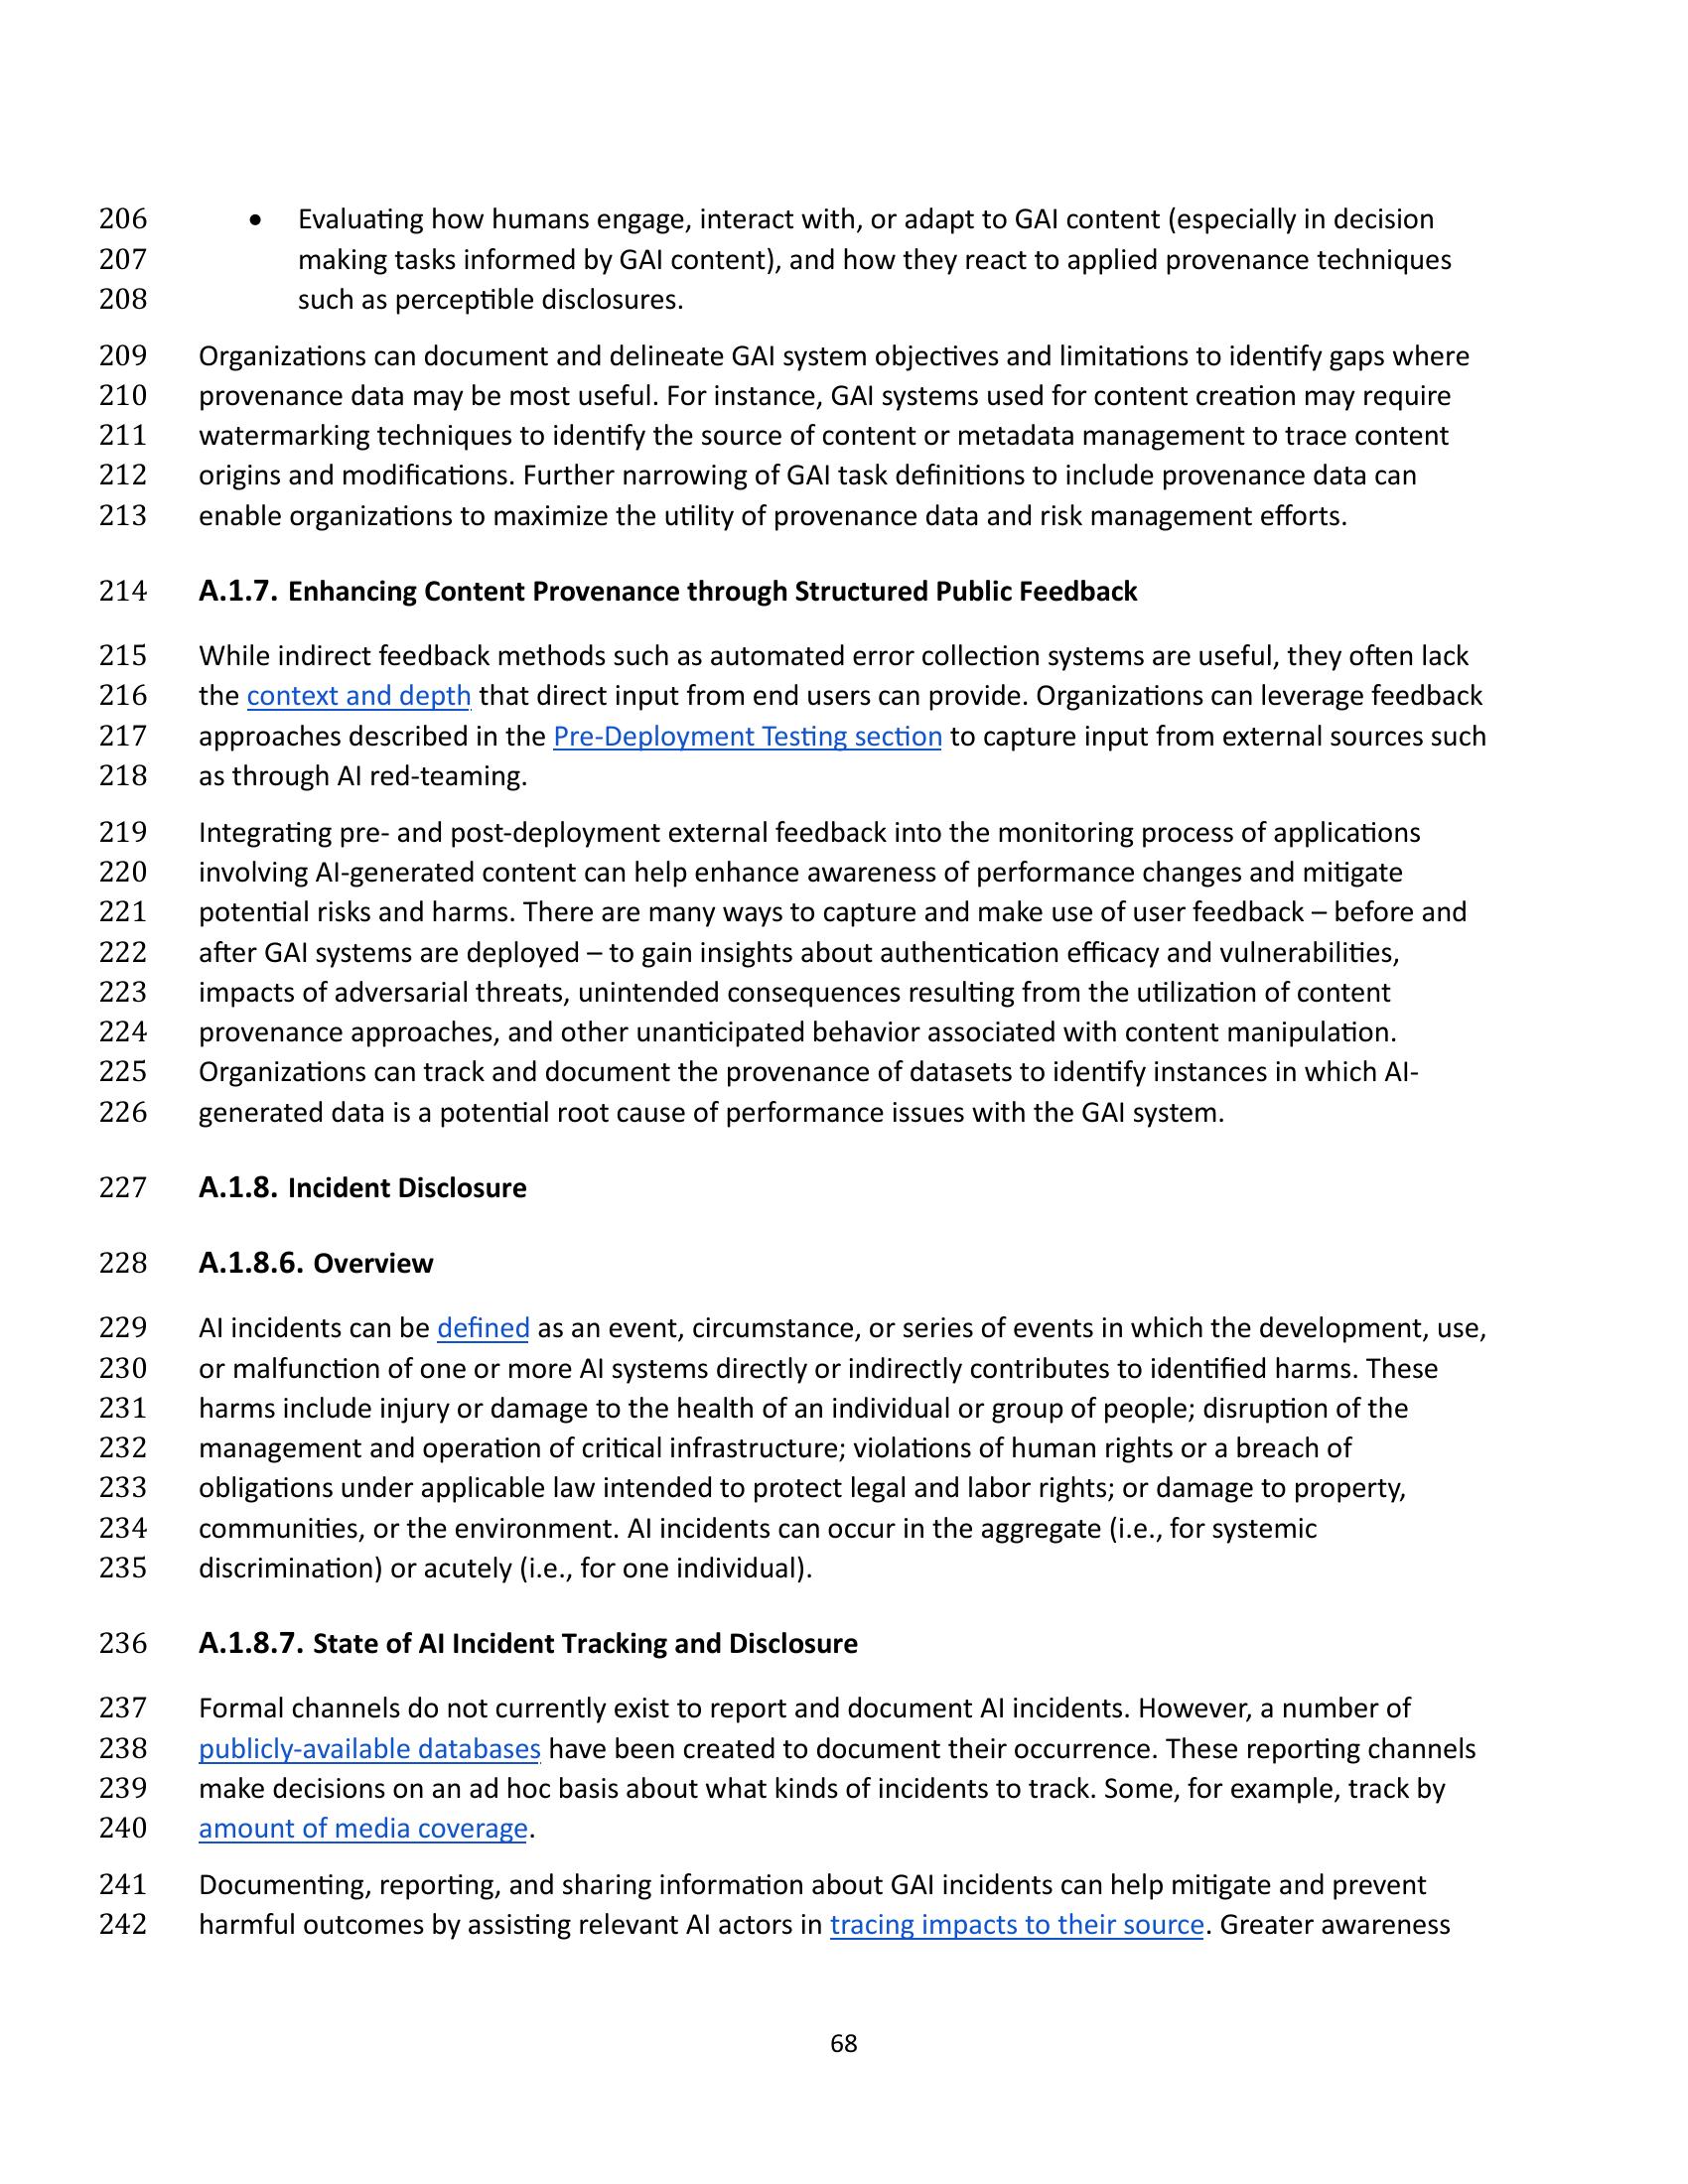 206 • Evaluating how humans engage, interact with, or adapt to GAI content (especially in decision
207 making tasks informed by GAI content), and how they react to applied provenance techniques
208 such as perceptible disclosures.
209 Organizations can document and delineate GAI system objectives and limitations to identify gaps where
210 provenance data may be most useful. For instance, GAI systems used for content creation may require
211 watermarking techniques to identify the source of content or metadata management to trace content
212 origins and modifications. Further narrowing of GAI task definitions to include provenance data can
213 enable organizations to maximize the utility of provenance data and risk management efforts.
214 A.1.7. Enhancing Content Provenance through Structured Public Feedback
215 While indirect feedback methods such as automated error collection systems are useful, they often lack
216 the context and depth that direct input from end users can provide. Organizations can leverage feedback
217 approaches described in the Pre-Deployment Testing section to capture input from external sources such
218 as through AI red-teaming.
219 Integrating pre- and post-deployment external feedback into the monitoring process of applications
220 involving AI-generated content can help enhance awareness of performance changes and mitigate
221 potential risks and harms. There are many ways to capture and make use of user feedback – before and
222 after GAI systems are deployed – to gain insights about authentication efficacy and vulnerabilities,
223 impacts of adversarial threats, unintended consequences resulting from the utilization of content
224 provenance approaches, and other unanticipated behavior associated with content manipulation.
225 Organizations can track and document the provenance of datasets to identify instances in which AI-
226 generated data is a potential root cause of performance issues with the GAI system.
227 A.1.8. Incident Disclosure
228 A.1.8.6. Overview
229 AI incidents can be defined as an event, circumstance, or series of events in which the development, use,
230 or malfunction of one or more AI systems directly or indirectly contributes to identified harms. These
231 harms include injury or damage to the health of an individual or group of people; disruption of the
232 management and operation of critical infrastructure; violations of human rights or a breach of
233 obligations under applicable law intended to protect legal and labor rights; or damage to property,
234 communities, or the environment. AI incidents can occur in the aggregate (i.e., for systemic
235 discrimination) or acutely (i.e., for one individual).
236 A.1.8.7. State of AI Incident Tracking and Disclosure
237 Formal channels do not currently exist to report and document AI incidents. However, a number of
238 publicly-available databases have been created to document their occurrence. These reporting channels
239 make decisions on an ad hoc basis about what kinds of incidents to track. Some, for example, track by
240 amount of media coverage.
241 Documenting, reporting, and sharing information about GAI incidents can help mitigate and prevent
242 harmful outcomes by assisting relevant AI actors in tracing impacts to their source. Greater awareness
68